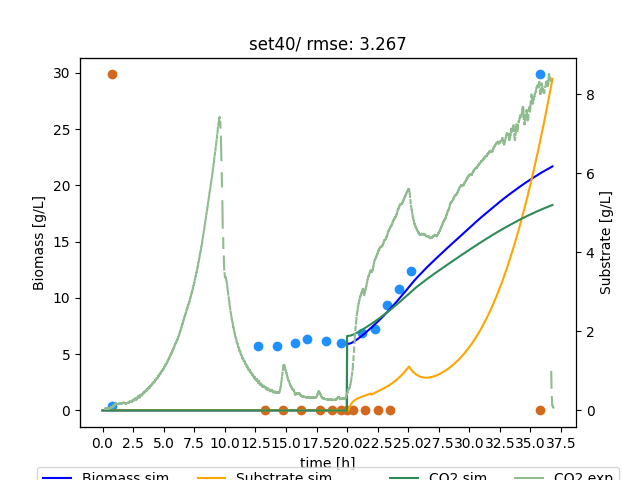 set40/ rmse: 3.267
30
25
20
15
10
5
0
Biomass [g/L]
8
6
4
2
0
Substrate [g/L]
0.0 2.5 5.0 7.5 10.0 12.5 15.0 17.5 20.0 22.5 25.0 27.5 30.0 32.5 35.0 37.5
time [h]
Biomass sim Substrate sim CO2 sim CO2 exp